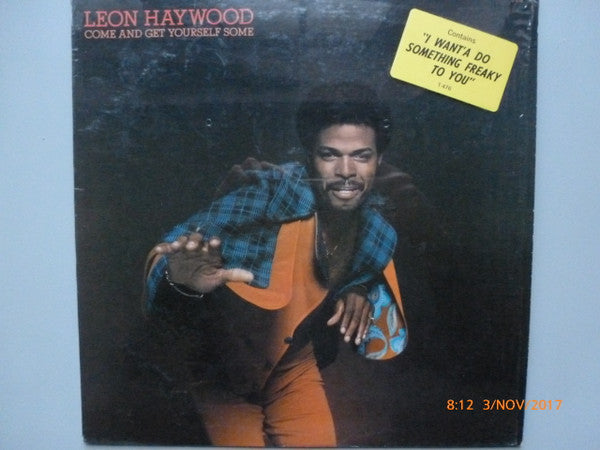 LEON HAYWOOD
COME AND GET YOURSELF SOME
Contains
"I WANT'A DO
SOMETHING FREAKY
TO YOU"
T-476
8:12 3/NOV/2017